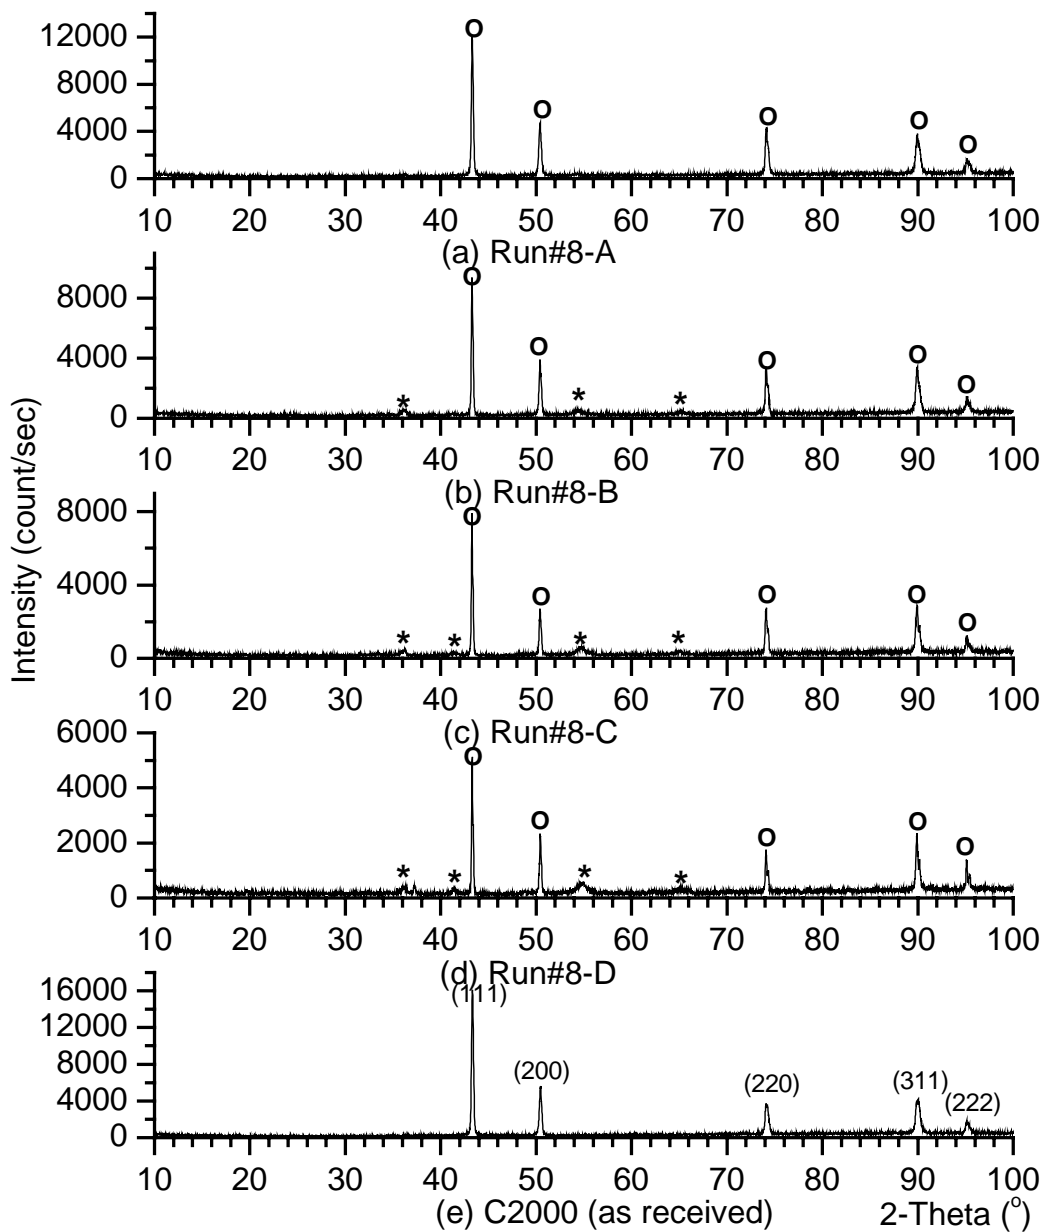 12000
8000
4000
0
O O O O O
10 20 30 40 50 60 70 80 90 100
(a) Run#8-A
8000
4000
0
O O O O O
* * *
10 20 30 40 50 60 70 80 90 100
(b) Run#8-B
Intensity (count/sec)
8000
4000
0
O O O O O
* * * *
10 20 30 40 50 60 70 80 90 100
(c) Run#8-C
6000
4000
2000
0
O O O O O
* * * *
10 20 30 40 50 60 70 80 90 100
(d) Run#8-D
16000
12000
8000
4000
0
(111) (200) (220) (311) (222)
10 20 30 40 50 60 70 80 90 100
(e) C2000 (as received) 2-Theta (°)